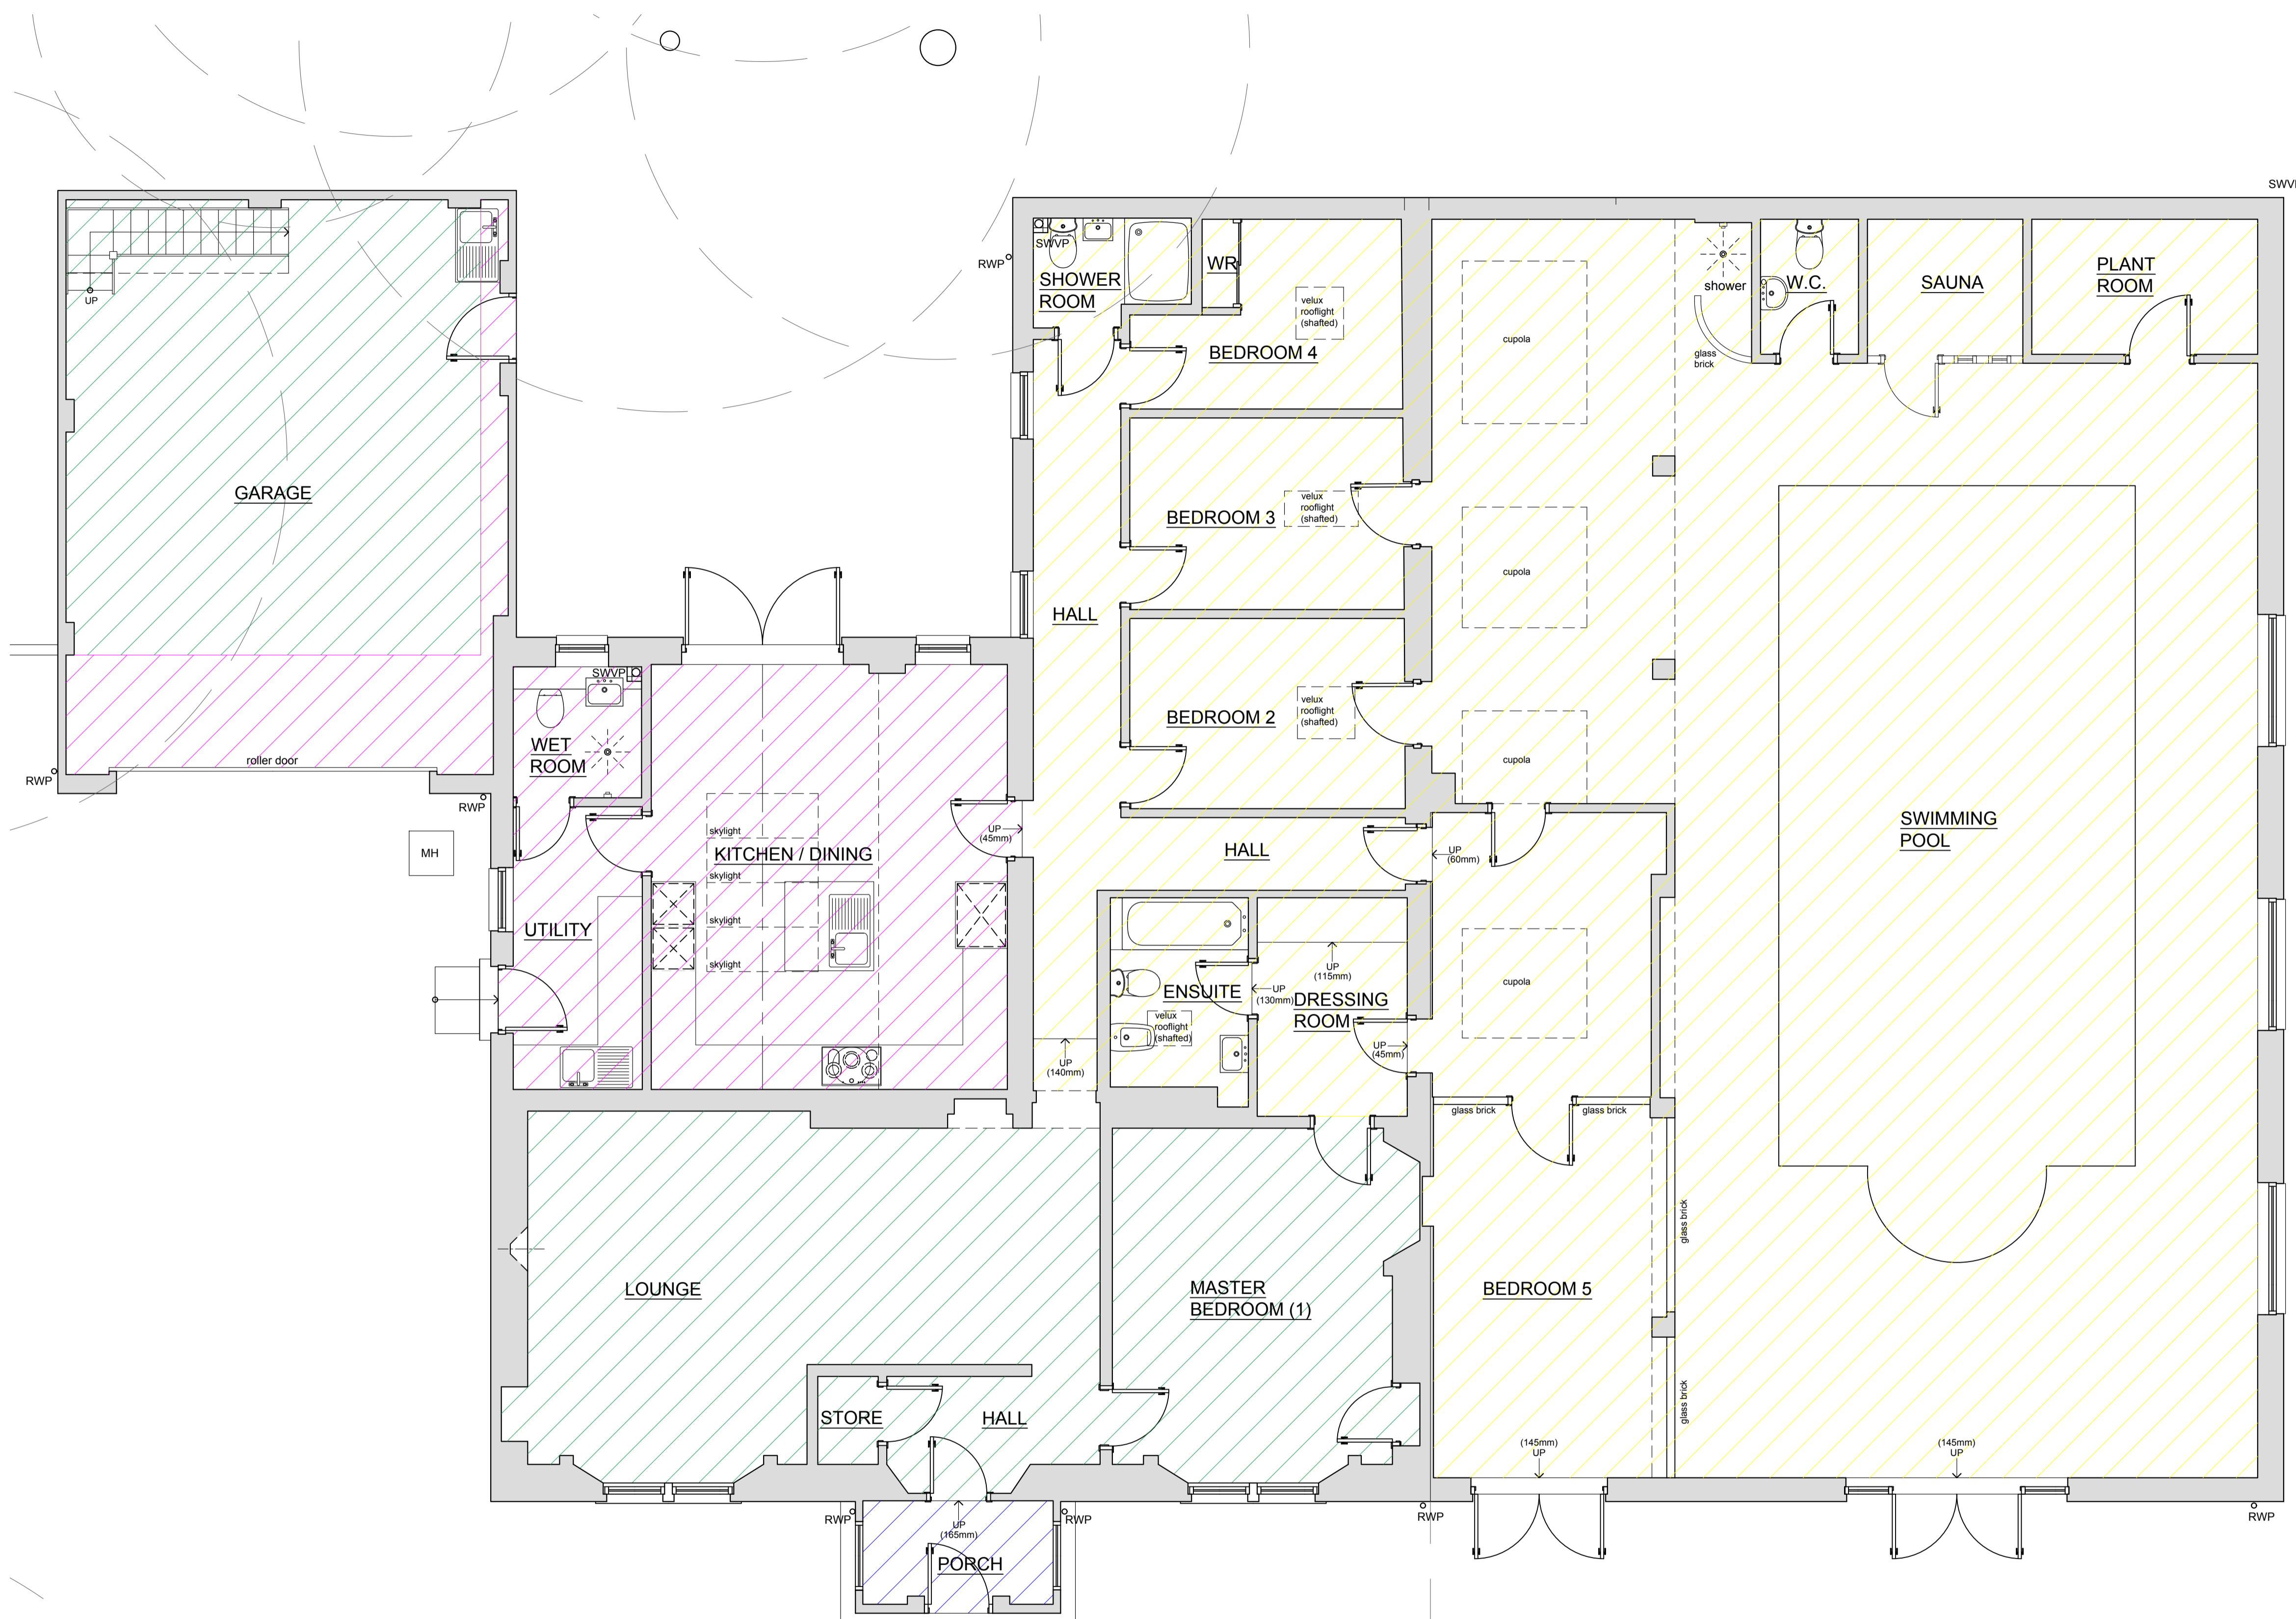 SWVP
RWP
SWVP
SHOWER
ROOM
WR
velux
rooflight
(shafted)
BEDROOM 4
cupola
shower
glass
brick
W.C.
SAUNA
PLANT
ROOM
UP
GARAGE
roller door
RWP
RWP
MH
BEDROOM 3
velux
rooflight
(shafted)
cupola
HALL
BEDROOM 2
velux
rooflight
(shafted)
cupola
SWVP
WET
ROOM
skylight
KITCHEN / DINING
skylight
skylight
skylight
UP
(45mm)
UTILITY
HALL
UP
(60mm)
SWIMMING
POOL
ENSUITE
velux
rooflight
(shafted)
UP
(130mm)
UP
(115mm)
DRESSING
ROOM
UP
(45mm)
cupola
UP
(140mm)
glass brick
glass brick
LOUNGE
MASTER
BEDROOM (1)
BEDROOM 5
glass brick
glass brick
STORE
HALL
(145mm)
UP
(145mm)
UP
RWP
UP
(165mm)
RWP
PORCH
RWP
RWP